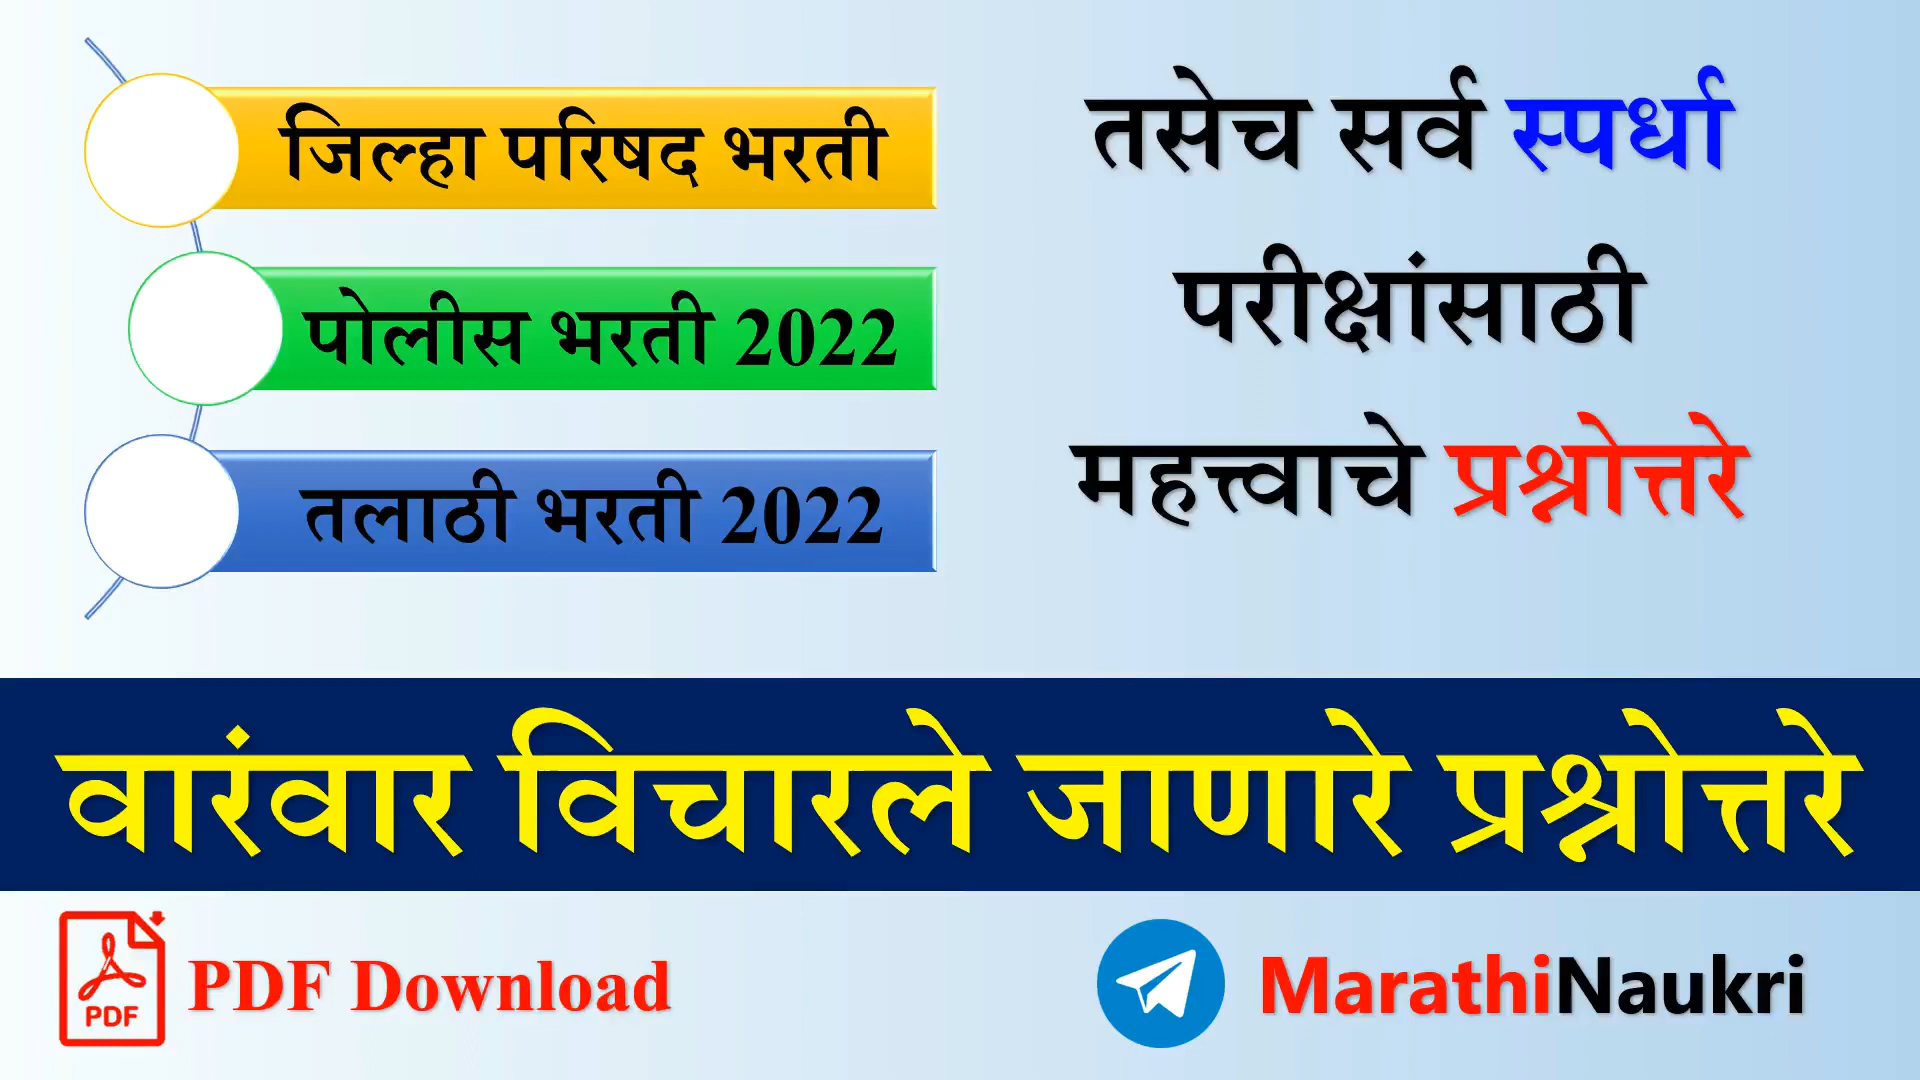 जिल्हा परिषद भरती
पोलीस भरती 2022
तलाठी भरती 2022
तसेच सर्व स्पर्धा
परीक्षांसाठी
महत्त्वाचे प्रश्नोत्तरे
वारंवार विचारले जाणारे प्रश्नोत्तरे
PDF
PDF Download
MarathiNaukri